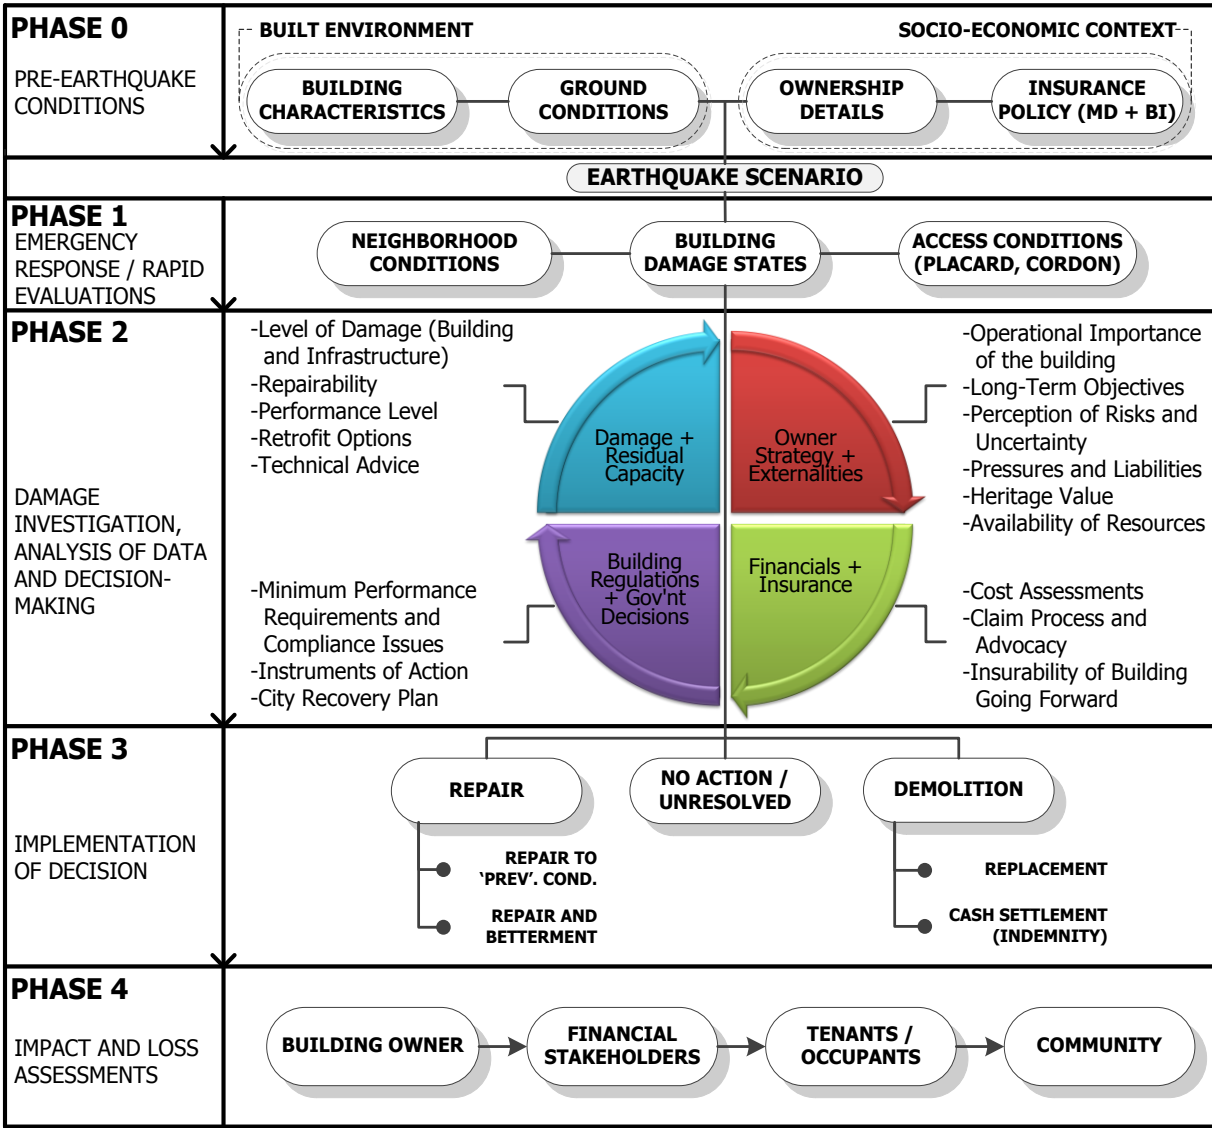 PHASE 0
PRE-EARTHQUAKE
CONDITIONS
BUILT ENVIRONMENT
SOCIO-ECONOMIC CONTEXT
BUILDING
CHARACTERISTICS
GROUND
CONDITIONS
OWNERSHIP
DETAILS
INSURANCE
POLICY (MD + BI)
EARTHQUAKE SCENARIO
PHASE 1
EMERGENCY
RESPONSE / RAPID
EVALUATIONS
NEIGHBORHOOD
CONDITIONS
BUILDING
DAMAGE STATES
ACCESS CONDITIONS
(PLACARD, CORDON)
PHASE 2
DAMAGE
INVESTIGATION,
ANALYSIS OF DATA
AND DECISION-
MAKING
-Level of Damage (Building
and Infrastructure)
-Repairability
-Performance Level
-Retrofit Options
-Technical Advice
Damage +
Residual
Capacity
Owner
Strategy +
Externalities
-Operational Importance
of the building
-Long-Term Objectives
-Perception of Risks and
Uncertainty
-Pressures and Liabilities
-Heritage Value
-Availability of Resources
-Minimum Performance
Requirements and
Compliance Issues
-Instruments of Action
-City Recovery Plan
Building
Regulations
+ Gov'nt
Decisions
Financials +
Insurance
-Cost Assessments
-Claim Process and
Advocacy
-Insurability of Building
Going Forward
PHASE 3
IMPLEMENTATION
OF DECISION
REPAIR
NO ACTION /
UNRESOLVED
DEMOLITION
REPAIR TO
‘PREV’. COND.
REPAIR AND
BETTERMENT
REPLACEMENT
CASH SETTLEMENT
(INDEMNITY)
PHASE 4
IMPACT AND LOSS
ASSESSMENTS
BUILDING OWNER
FINANCIAL
STAKEHOLDERS
TENANTS /
OCCUPANTS
COMMUNITY